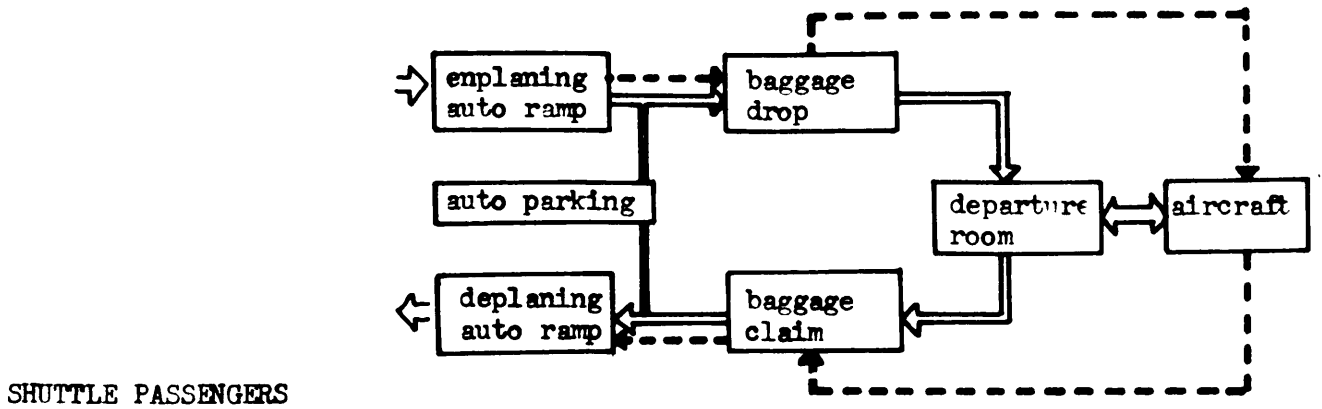 enplaning
auto ramp
baggage
drop
auto parking
departure
room
aircraft
deplaning
auto ramp
baggage
claim
SHUTTLE PASSENGERS